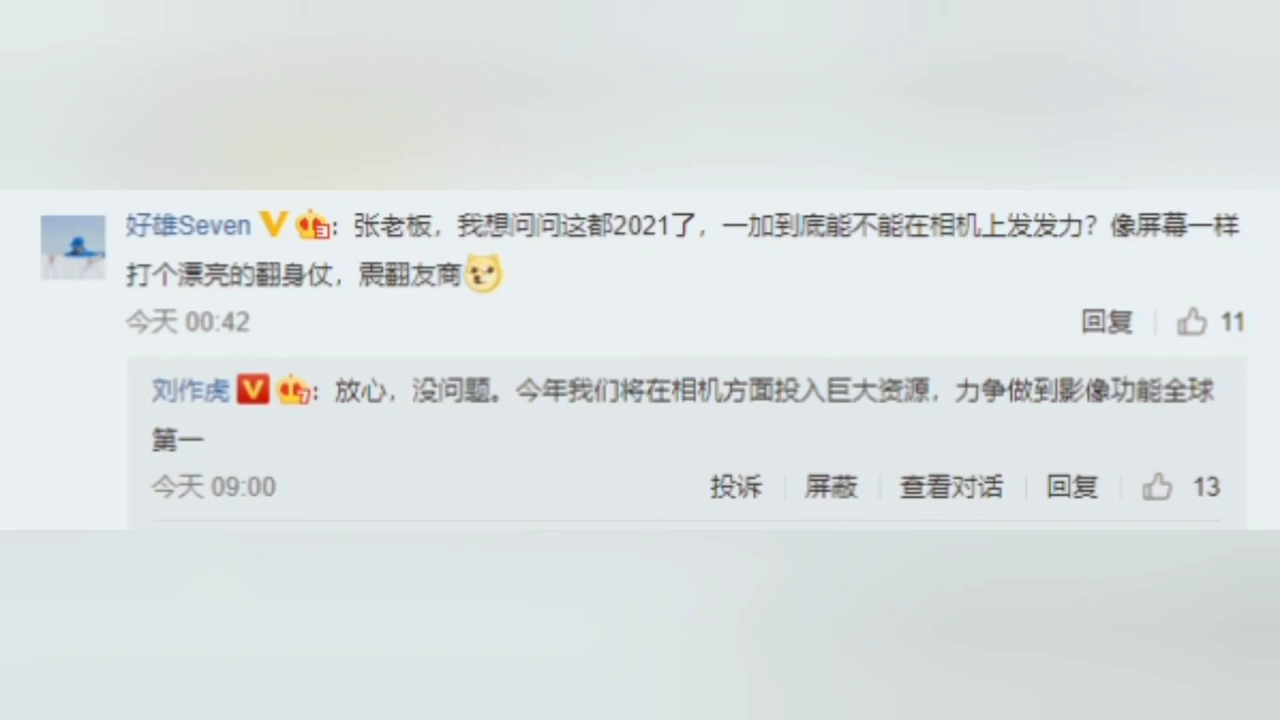 好雄Seven：张老板，我想问问这都2021了，一加到底能不能在相机上发发力？像屏幕一样
打个漂亮的翻身仗，震翻友商
今天 00:42 回复 11
刘作虎：放心，没问题。今年我们将在相机方面投入巨大资源，力争做到影像功能全球
第一
今天 09:00 投诉 屏蔽 查看对话 回复 13